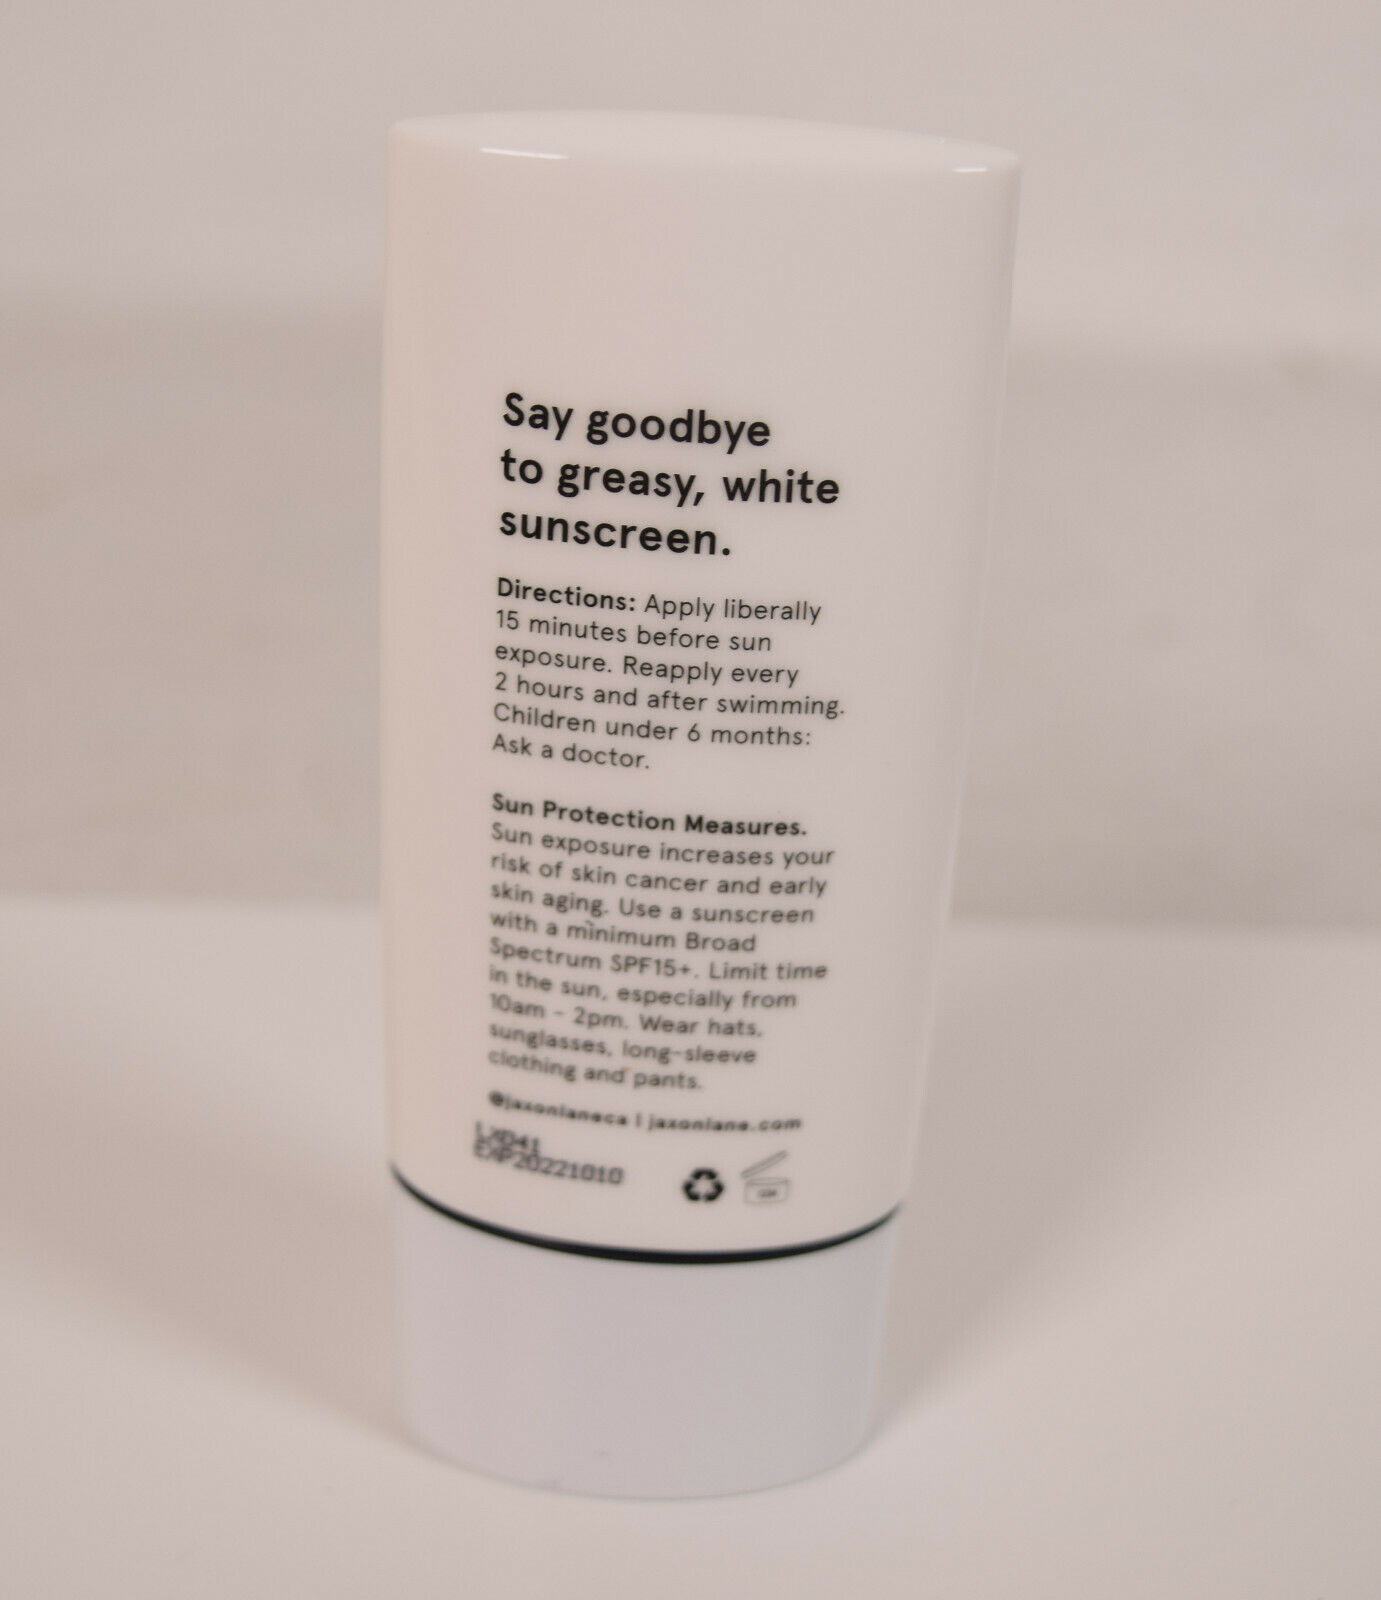 Say goodbye
to greasy, white
sunscreen.
Directions: Apply liberally
15 minutes before sun
exposure. Reapply every
2 hours and after swimming.
Children under 6 months:
Ask a doctor.
Sun Protection Measures.
Sun exposure increases your
risk of skin cancer and early
skin aging. Use a sunscreen
with a minimum Broad
Spectrum SPF15+. Limit time
in the sun, especially from
10am - 2pm. Wear hats,
sunglasses, long-sleeve
clothing and pants.
@jaxonlaneca | jaxonlane.com
EXP20221010